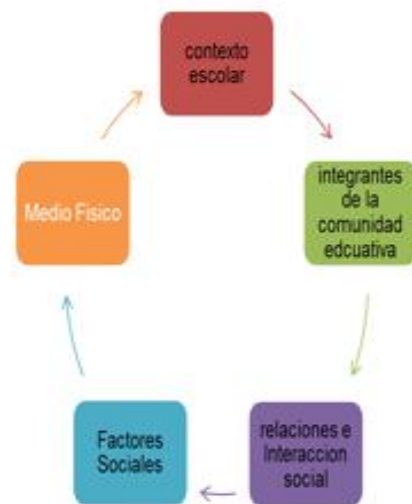 contexto
escolar
integrantes
de la
comunidad
edcuativa
relaciones e
Interaccion
social
Factores
Sociales
Medio Fisico